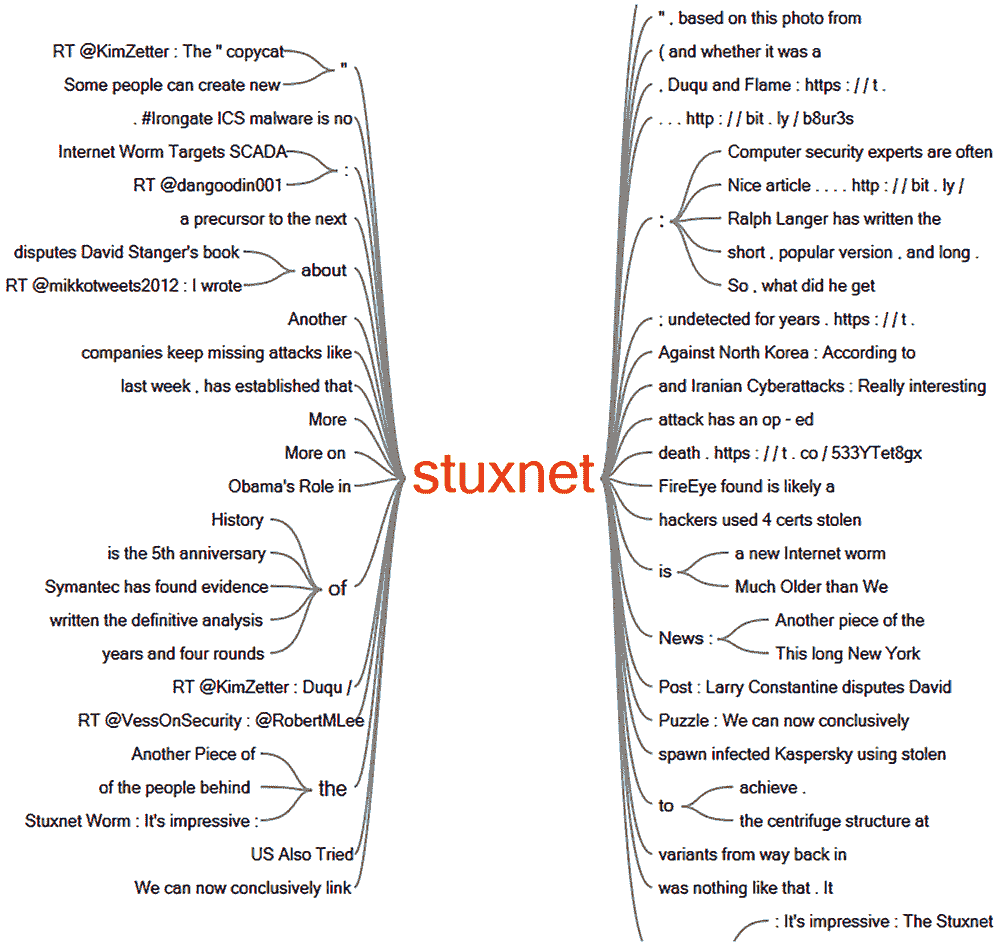 RT @KimZetter : The " copycat
Some people can create new
"
. #Irongate ICS malware is no
Internet Worm Targets SCADA
RT @dangoodin001
:
a precursor to the next
disputes David Stanger's book
RT @mikkotweets2012 : I wrote
about
Another
companies keep missing attacks like
last week , has established that
More
More on
Obama's Role in
History
is the 5th anniversary
Symantec has found evidence
written the definitive analysis
years and four rounds
of
RT @KimZetter : Duqu /
RT @VessOnSecurity : @RobertMLee
Another Piece of
of the people behind
Stuxnet Worm : It's impressive :
the
US Also Tried
We can now conclusively link
stuxnet
" , based on this photo from
( and whether it was a
, Duqu and Flame : https : / / t .
. . . http : / / bit . ly / b8ur3s
:
Computer security experts are often
Nice article . . . . http : / / bit . ly /
Ralph Langer has written the
short , popular version , and long .
So , what did he get
; undetected for years . https : / / t .
Against North Korea : According to
and Iranian Cyberattacks : Really interesting
attack has an op - ed
death . https : / / t . co / 533YTet8gx
FireEye found is likely a
hackers used 4 certs stolen
is
a new Internet worm
Much Older than We
News :
Another piece of the
This long New York
Post : Larry Constantine disputes David
Puzzle : We can now conclusively
spawn infected Kaspersky using stolen
to
achieve .
the centrifuge structure at
variants from way back in
was nothing like that . It
: It's impressive : The Stuxnet